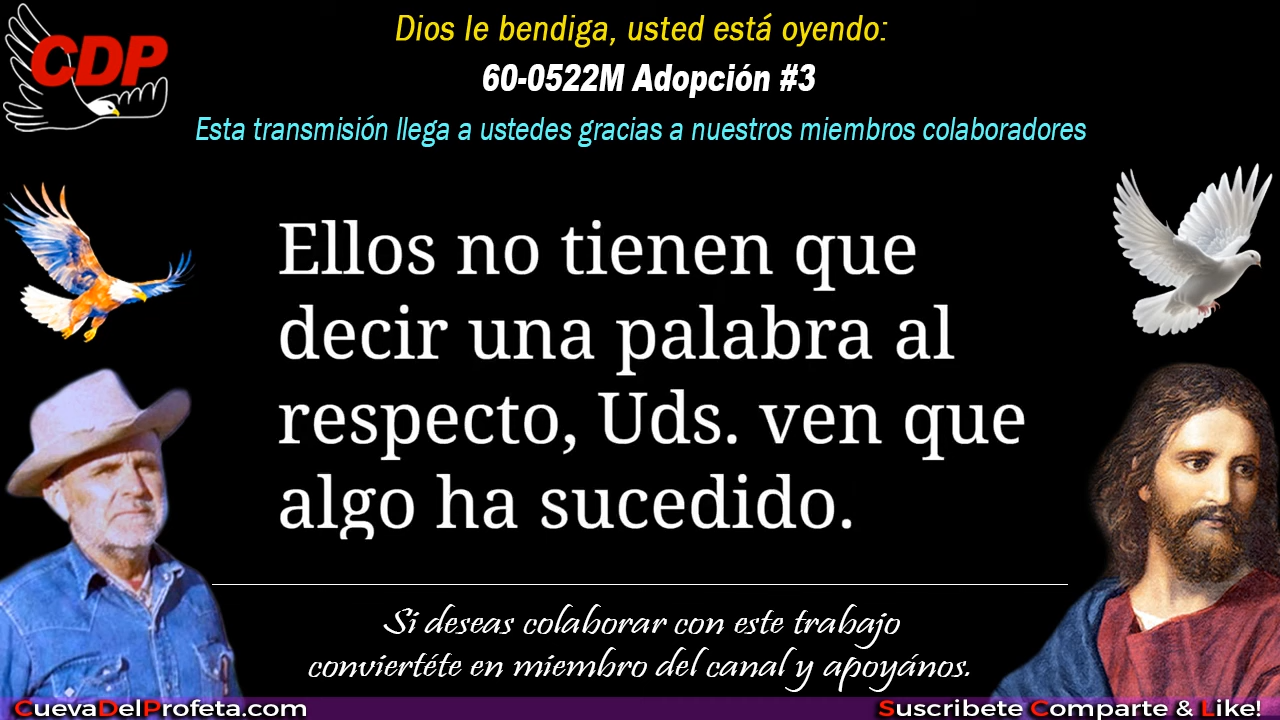 CDP
Dios le bendiga, usted está oyendo:
60-0522M Adopción #3
Esta transmisión llega a ustedes gracias a nuestros miembros colaboradores
Ellos no tienen que
decir una palabra al
respecto, Uds. ven que
algo ha sucedido.
Si deseas colaborar con este trabajo
conviertéte en miembro del canal y apoyános.
CuevaDelProfeta.com
Suscribete Comparte & Like!